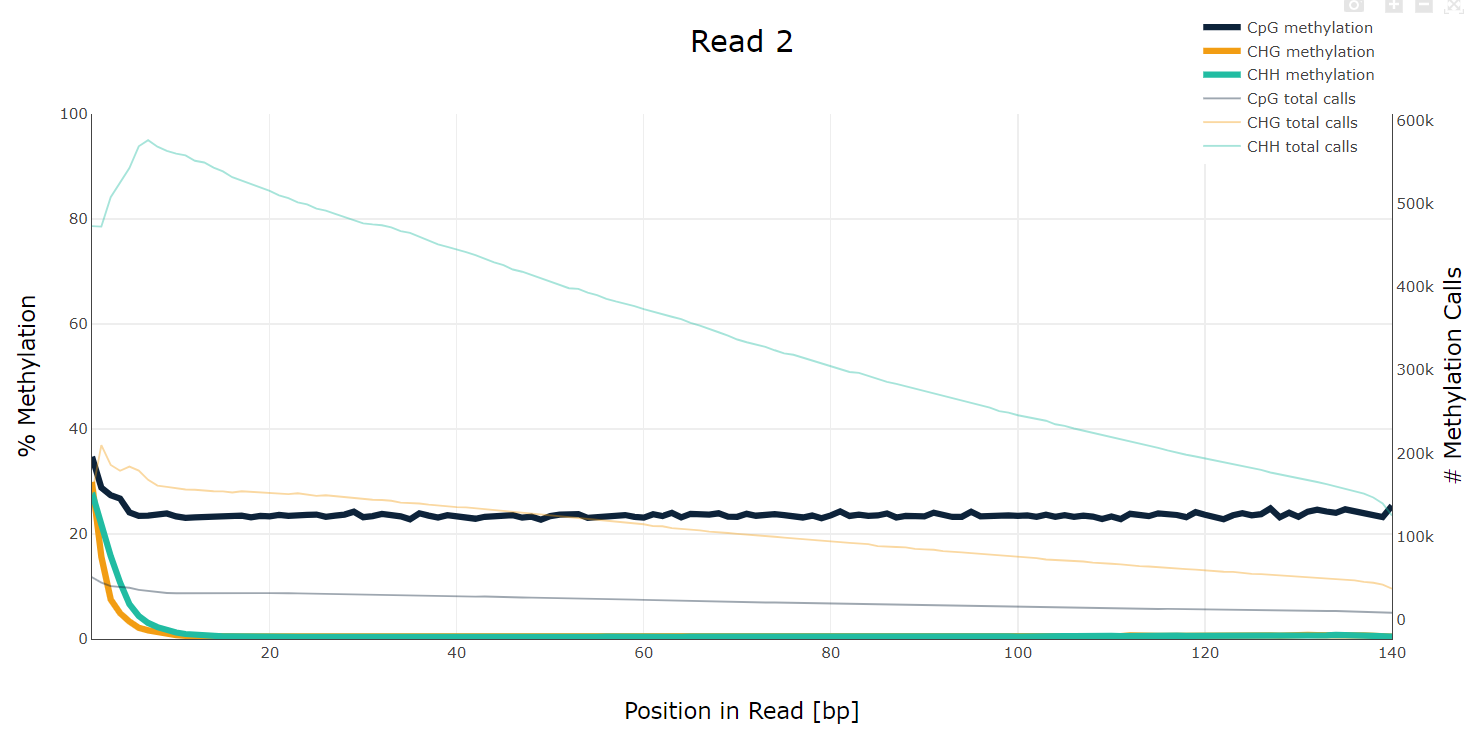 Read 2
CpG methylation
CHG methylation
CHH methylation
CpG total calls
CHG total calls
CHH total calls
100
80
60
40
20
0
% Methylation
600k
500k
400k
300k
200k
100k
0
# Methylation Calls
20
40
60
80
100
120
140
Position in Read [bp]